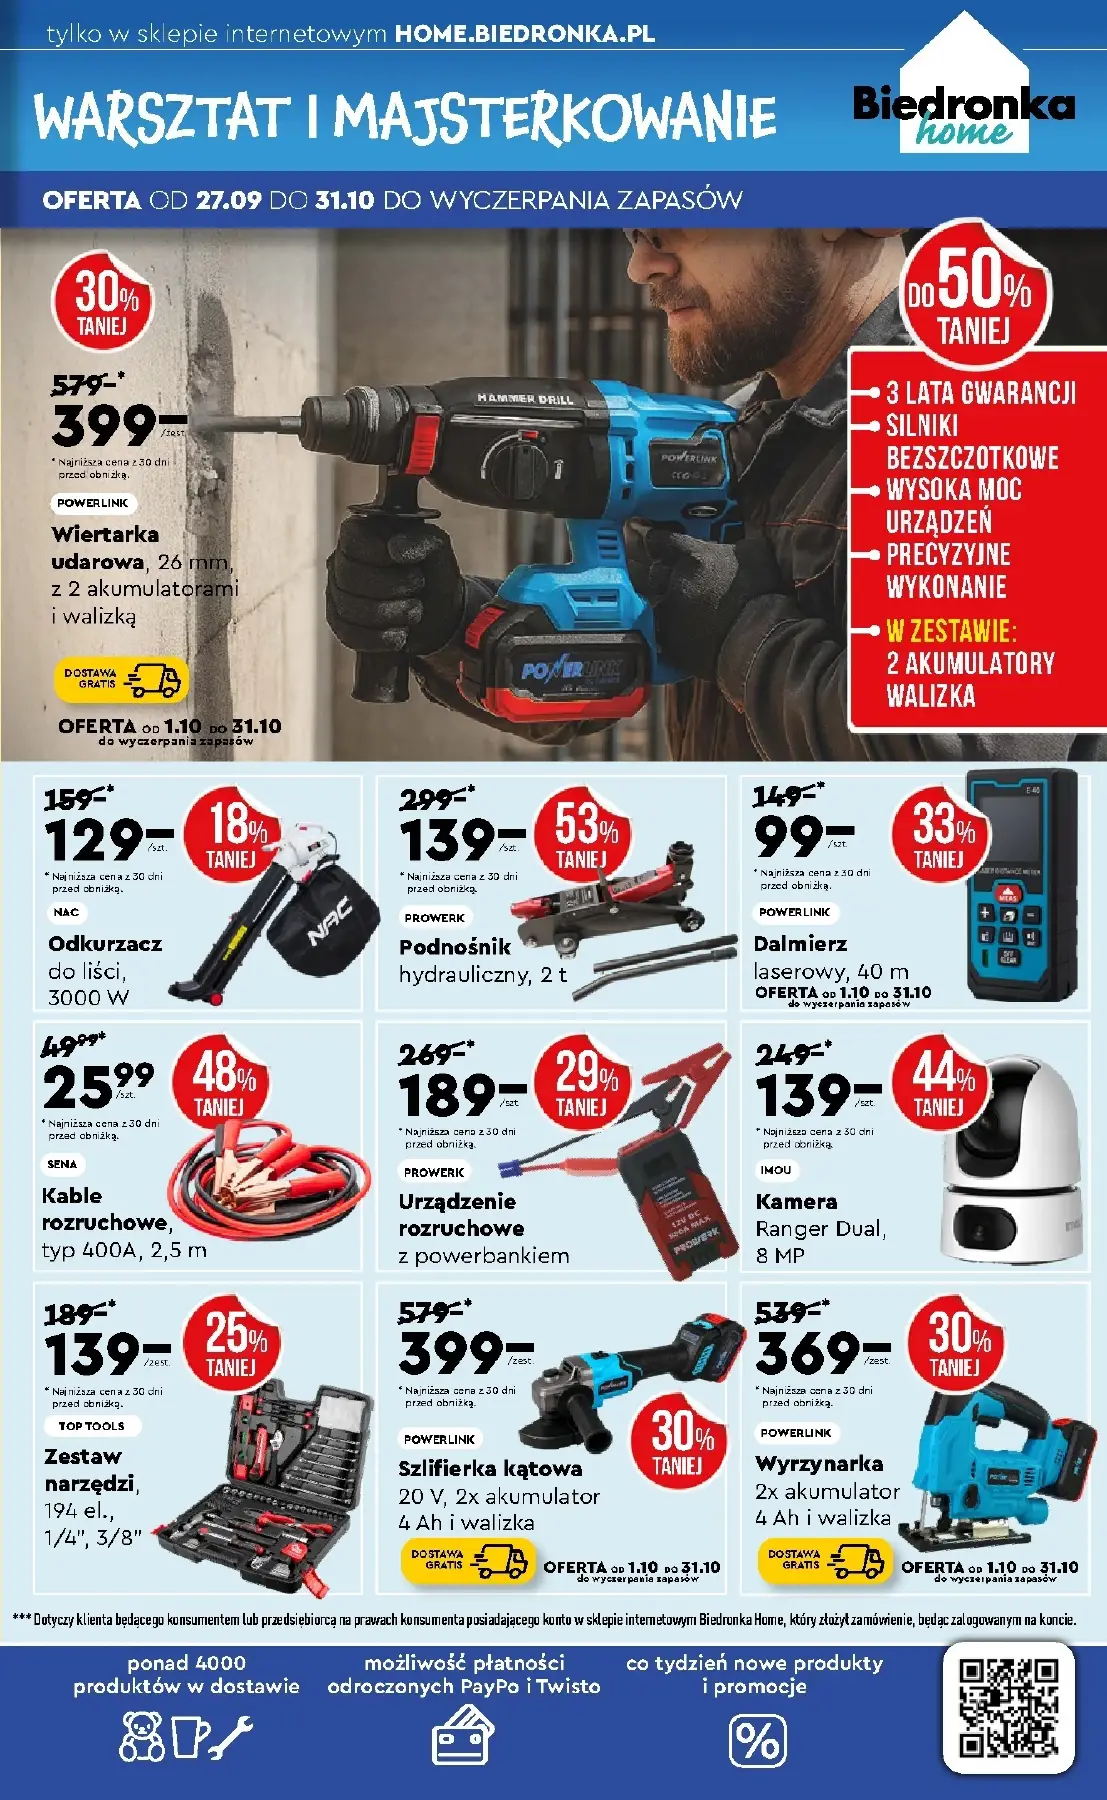 tylko w sklepie internetowym HOME.BIEDRONKA.PL
WARSZTAT I MAJSTERKOWANIE
Biedronka
home
OFERTA OD 27.09 DO 31.10 DO WYCZERPANIA ZAPASÓW
30%
TANIEJ
579-*
399-
/zest.
* Najniższa cena z 30 dni
przed obniżką.
POWERLINK
Wiertarka
udarowa, 26 mm,
z 2 akumulatorami
i walizką
DOSTAWA
GRATIS
OFERTA OD 1.10 DO 31.10
do wyczerpania zapasów
HAMMER DRILL
POWERLINK
POWERLINK
DO 50%
TANIEJ
3 LATA GWARANCJI
SILNIKI
BEZSZCZOTKOWE
WYSOKA MOC
URZĄDZEŃ
PRECYZYJNE
WYKONANIE
W ZESTAWIE:
2 AKUMULATORY
WALIZKA
159-*
129-
/szt.
18%
TANIEJ
* Najniższa cena z 30 dni
przed obniżką.
NAC
Odkurzacz
do liści,
3000 W
NAC
299-*
139-
/szt.
53%
TANIEJ
* Najniższa cena z 30 dni
przed obniżką.
PROWERK
Podnośnik
hydrauliczny, 2 t
149-*
99-
/szt.
33%
TANIEJ
* Najniższa cena z 30 dni
przed obniżką.
POWERLINK
Dalmierz
laserowy, 40 m
OFERTA OD 1.10 DO 31.10
do wyczerpania zapasów
E-40
MEAS
OFF
CLEAR
4999*
2599
/szt.
48%
TANIEJ
* Najniższa cena z 30 dni
przed obniżką.
SENA
Kable
rozruchowe,
typ 400A, 2,5 m
269-*
189-
/szt.
29%
TANIEJ
* Najniższa cena z 30 dni
przed obniżką.
PROWERK
Urządzenie
rozruchowe
z powerbankiem
12V DC
PROWERK
249-*
139-
/szt.
44%
TANIEJ
* Najniższa cena z 30 dni
przed obniżką.
IMOU
Kamera
Ranger Dual,
8 MP
189-*
139-
/zest.
25%
TANIEJ
* Najniższa cena z 30 dni
przed obniżką.
TOP TOOLS
Zestaw
narzędzi,
194 el.,
1/4", 3/8"
579-*
399-
/zest.
* Najniższa cena z 30 dni
przed obniżką.
30%
TANIEJ
POWERLINK
Szlifierka kątowa
20 V, 2x akumulator
4 Ah i walizka
DOSTAWA
GRATIS
OFERTA OD 1.10 DO 31.10
do wyczerpania zapasów
539-*
369-
/zest.
30%
TANIEJ
* Najniższa cena z 30 dni
przed obniżką.
POWERLINK
Wyrzynarka
2x akumulator
4 Ah i walizka
DOSTAWA
GRATIS
OFERTA OD 1.10 DO 31.10
do wyczerpania zapasów
*** Dotyczy klienta będącego konsumentem lub przedsiębiorcą na prawach konsumenta posiadającego konto w sklepie internetowym Biedronka Home, który złożył zamówienie, będąc zalogowanym na koncie.
ponad 4000
produktów w dostawie
możliwość płatności
odroczonych PayPo i Twisto
co tydzień nowe produkty
i promocje
%